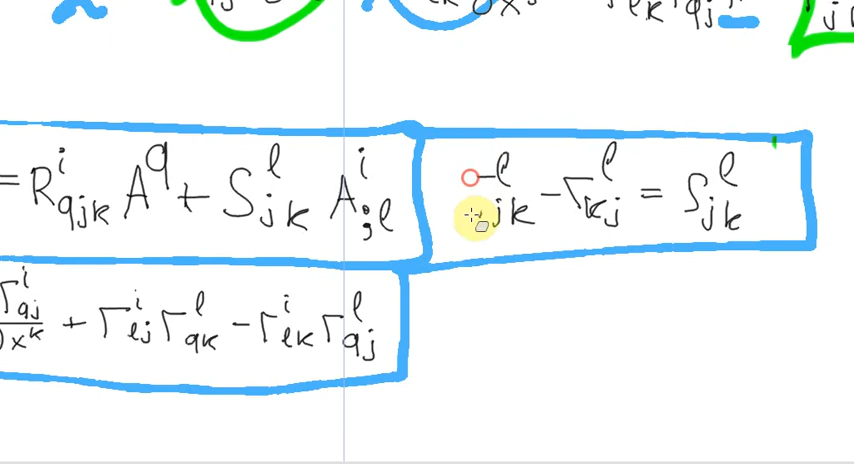 = R^i_{qjk} A^q + S^l_{jk} A^i_{;l}
^l_{jk} - Γ^l_{kj} = S^l_{jk}
Γ^i_{qj} / ∂x^k + Γ^i_{lj} Γ^l_{qk} - Γ^i_{lk} Γ^l_{qj}